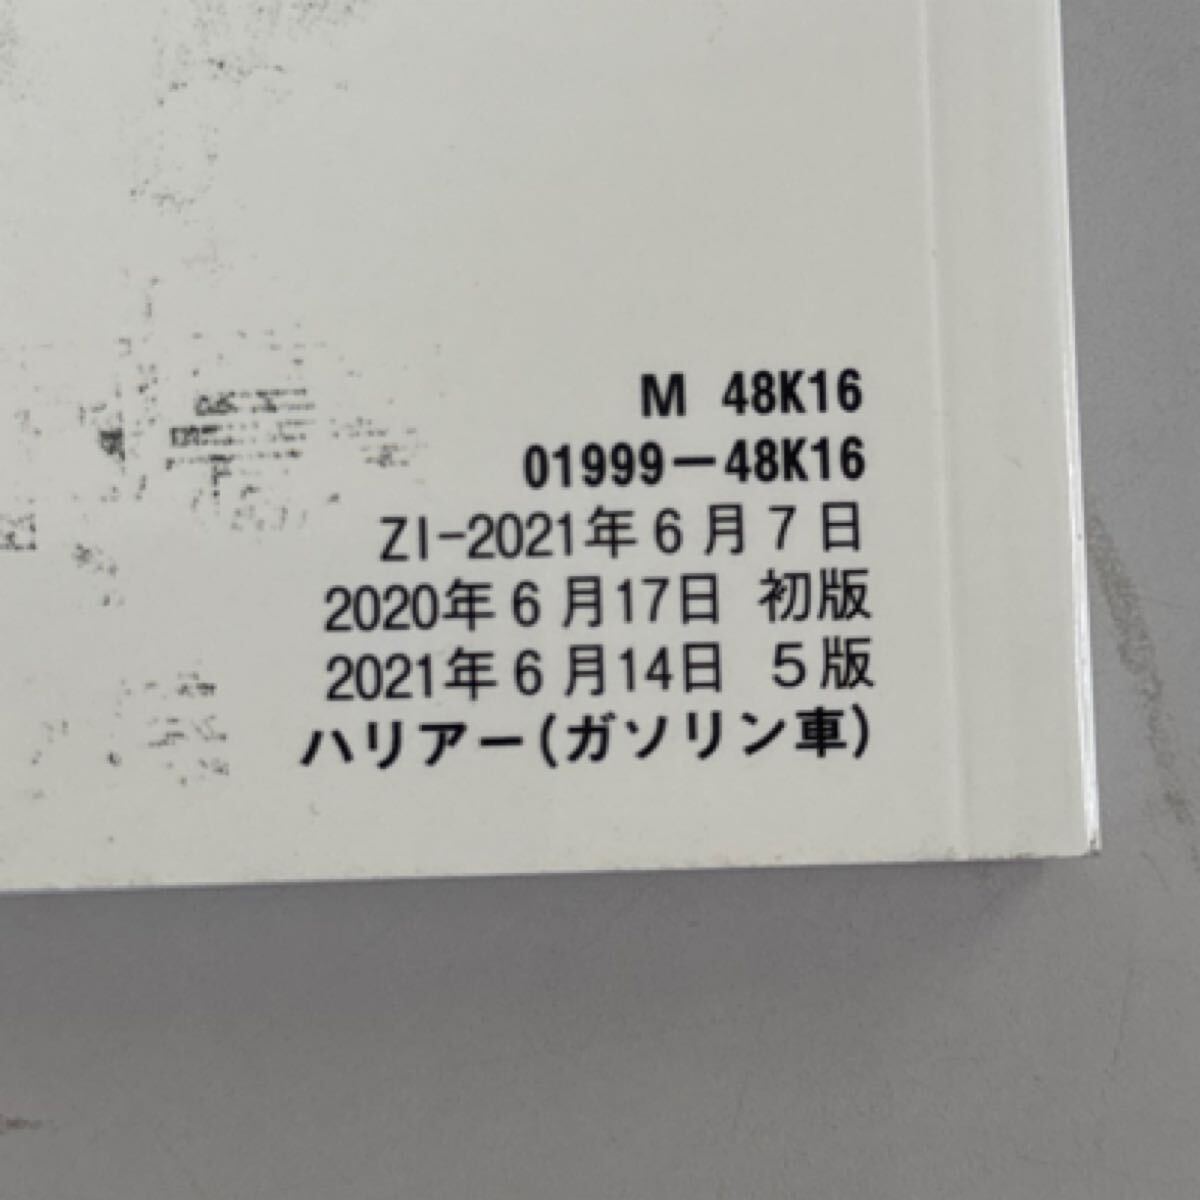 M 48K16
01999-48K16
ZI-2021年6月7日
2020年6月17日 初版
2021年6月14日 5版
ハリアー(ガソリン車)